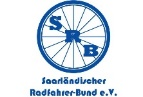 SRB
Saarländischer
Radfahrer-Bund e.V.